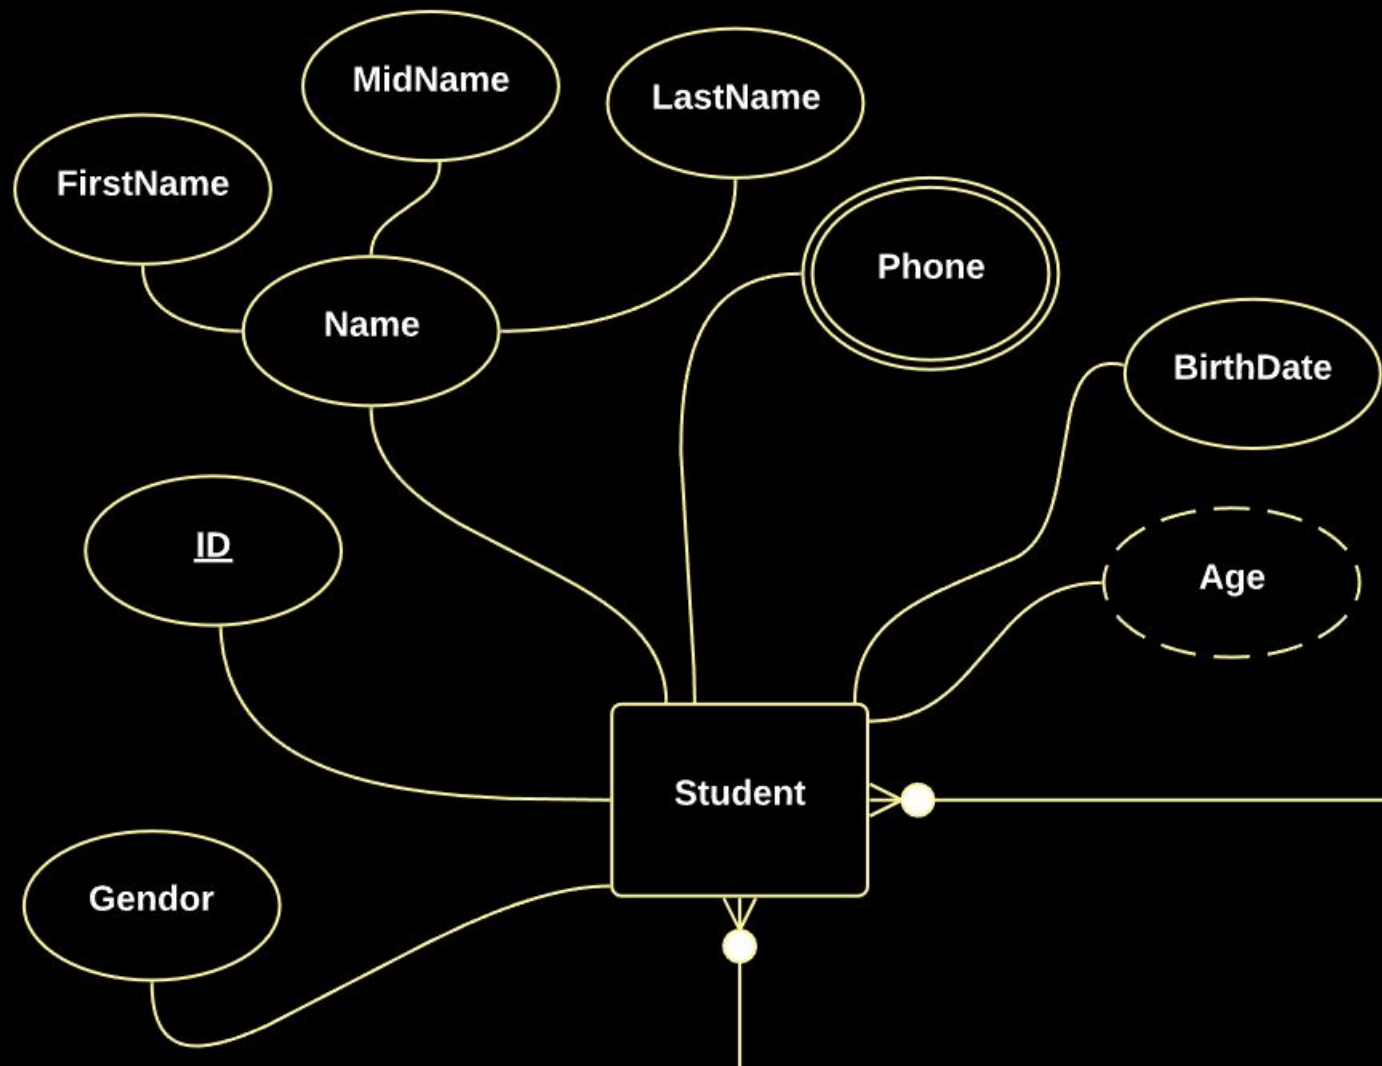 MidName
LastName
FirstName
Phone
Name
BirthDate
ID
Age
Student
Gendor